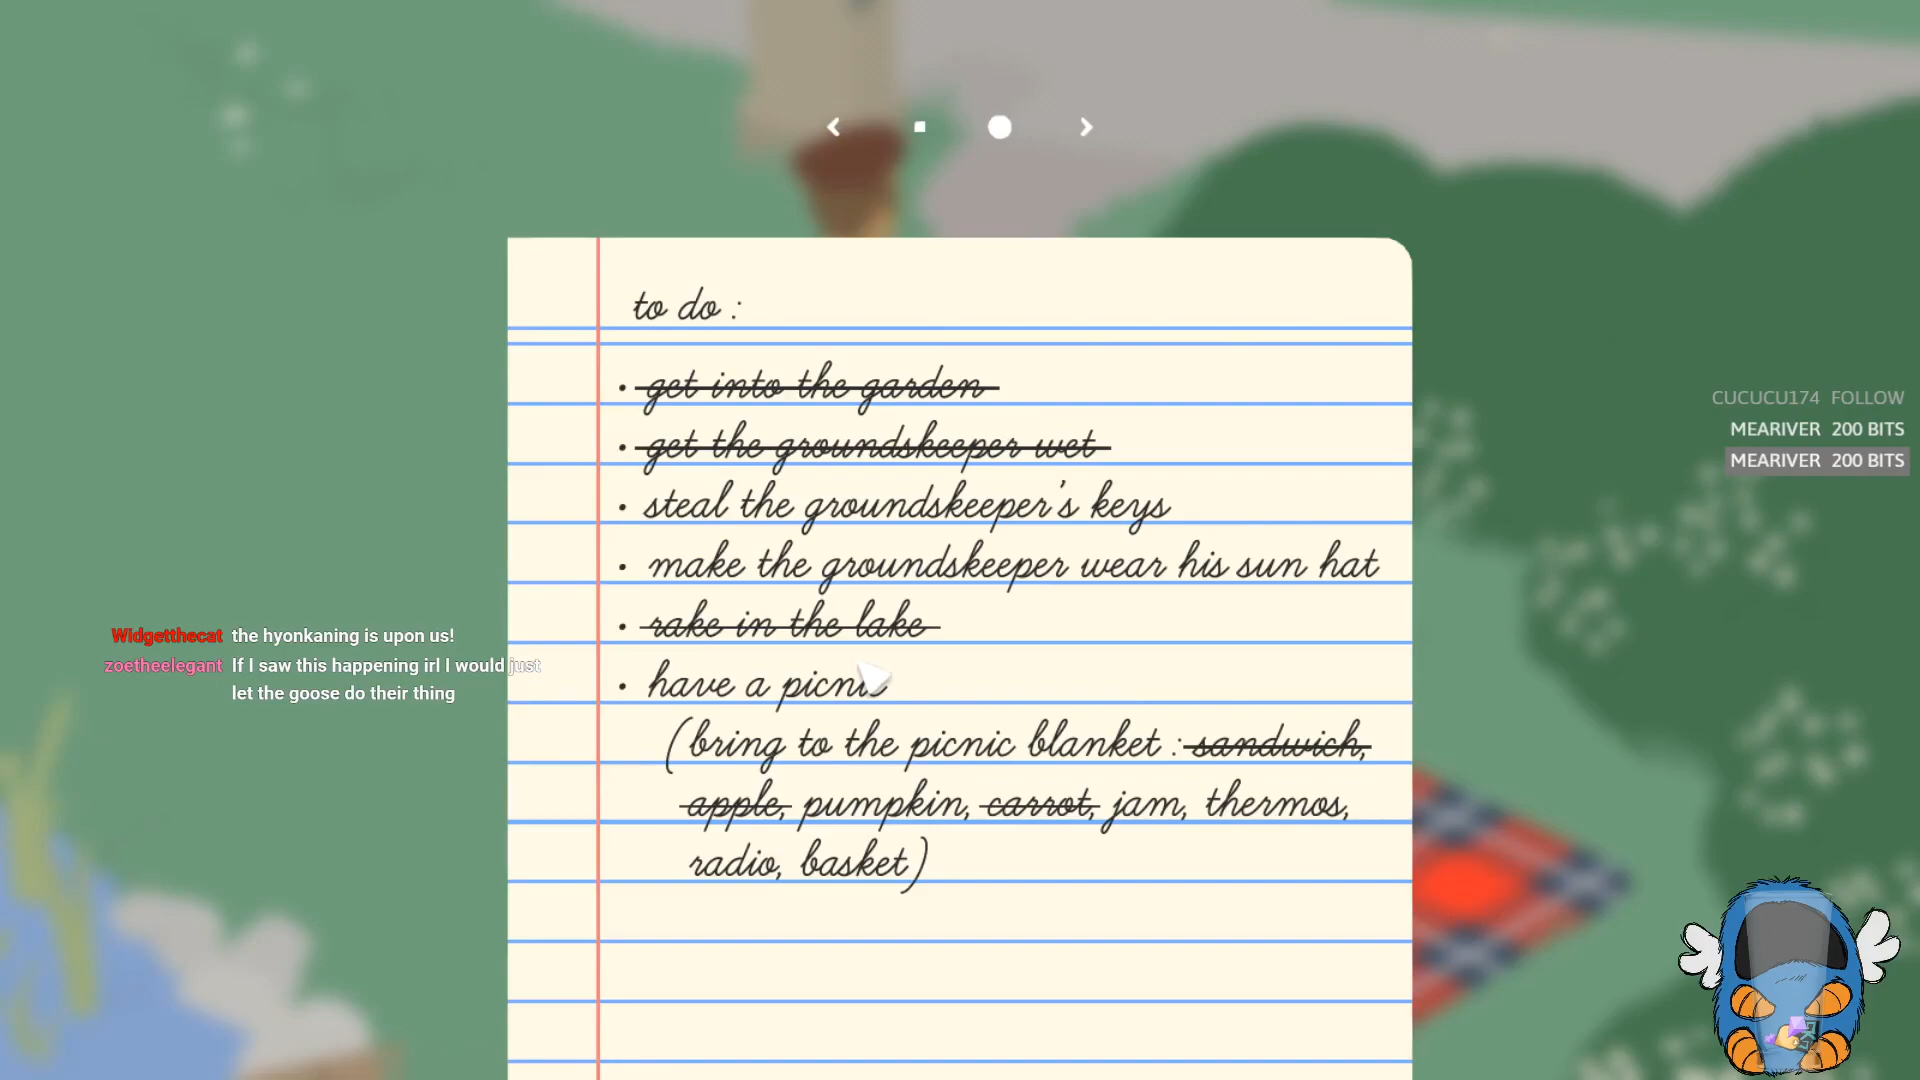 to do :
• get into the garden
• get the groundskeeper wet
• steal the groundskeeper's keys
• make the groundskeeper wear his sun hat
• rake in the lake
• have a picnic
(bring to the picnic blanket : sandwich,
apple, pumpkin, carrot, jam, thermos,
radio, basket)
Widgetthecat the hyonkaning is upon us!
zoetheelegant If I saw this happening irl I would just
let the goose do their thing
CUCUCU174 FOLLOW
MEARIVER 200 BITS
MEARIVER 200 BITS